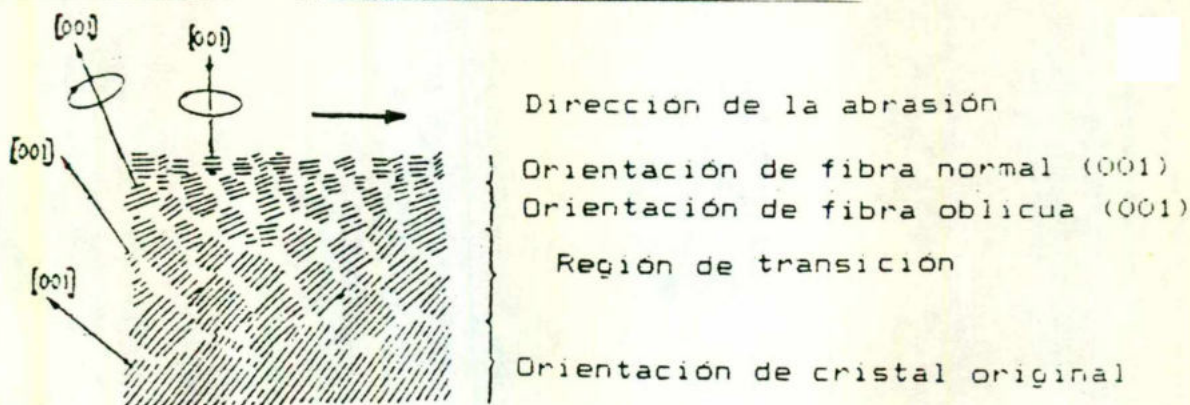 [001]
[001]
Dirección de la abrasión
[001]
Orientación de fibra normal (001)
Orientación de fibra oblicua (001)
Región de transición
[001]
Orientación de cristal original